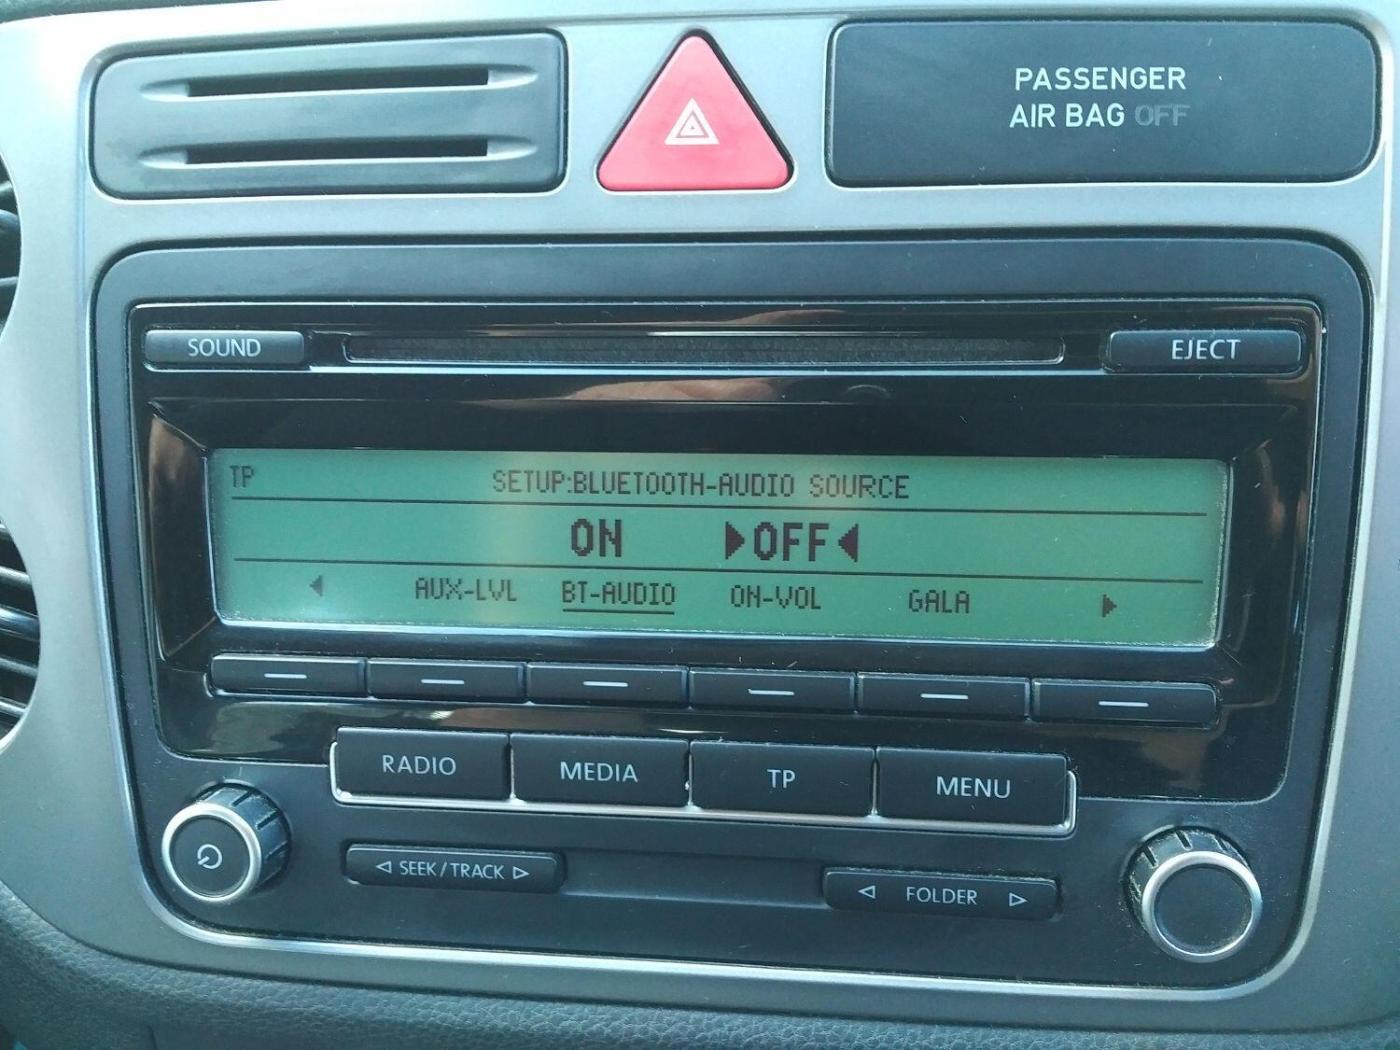 PASSENGER
AIR BAG OFF
SOUND
EJECT
TP
SETUP:BLUETOOTH-AUDIO SOURCE
ON ▶OFF◀
◀ AUX-LVL BT-AUDIO ON-VOL GALA ▶
RADIO MEDIA TP MENU
◁ SEEK / TRACK ▷
◁ FOLDER ▷